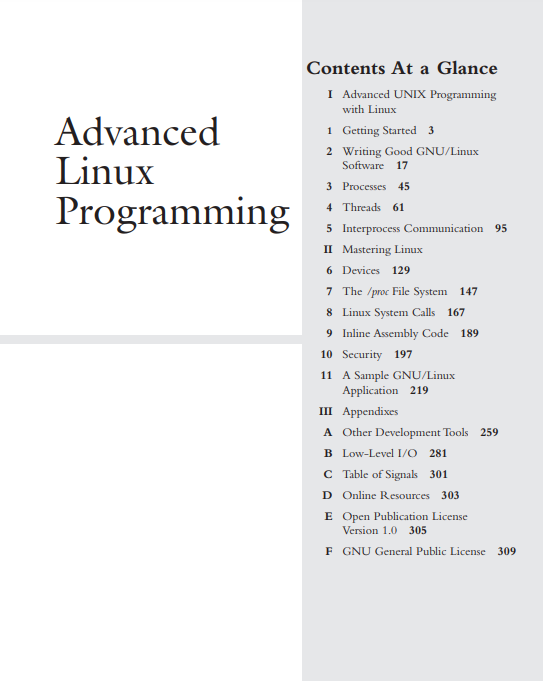 Advanced
Linux
Programming
Contents At a Glance
I Advanced UNIX Programming
with Linux
1 Getting Started 3
2 Writing Good GNU/Linux
Software 17
3 Processes 45
4 Threads 61
5 Interprocess Communication 95
II Mastering Linux
6 Devices 129
7 The /proc File System 147
8 Linux System Calls 167
9 Inline Assembly Code 189
10 Security 197
11 A Sample GNU/Linux
Application 219
III Appendixes
A Other Development Tools 259
B Low-Level I/O 281
C Table of Signals 301
D Online Resources 303
E Open Publication License
Version 1.0 305
F GNU General Public License 309